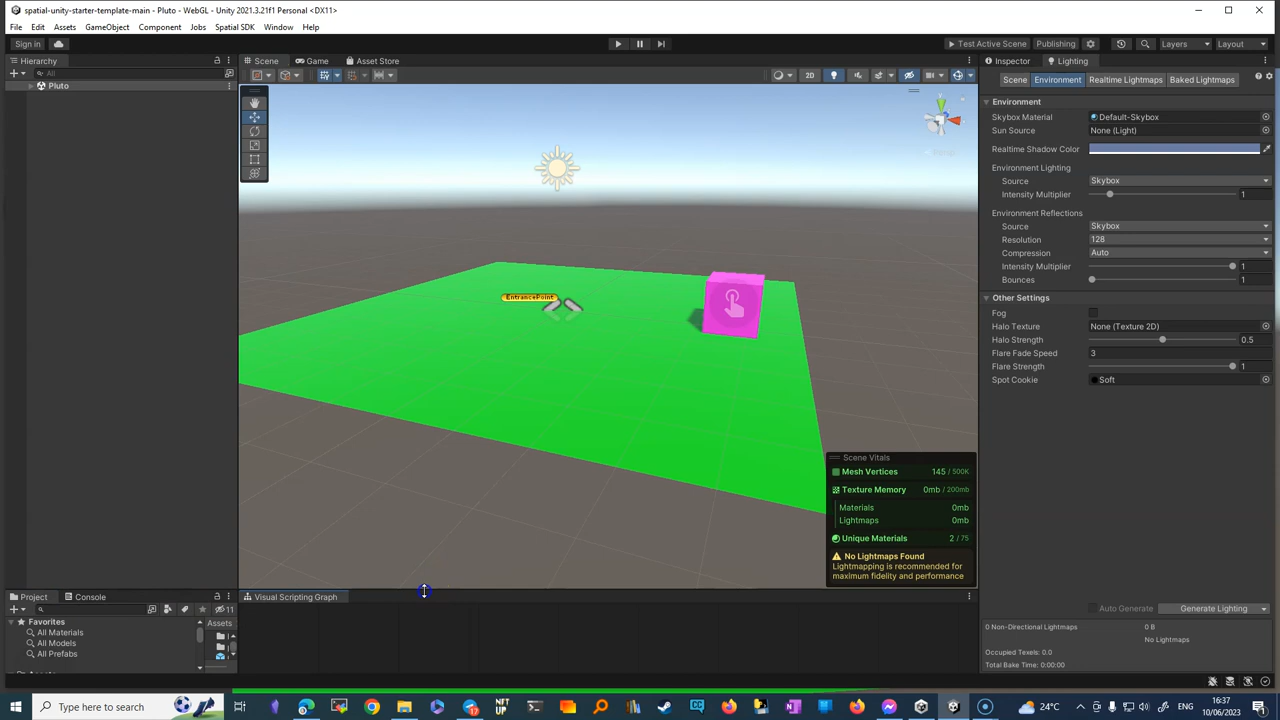 spatial-unity-starter-template-main - Pluto - WebGL - Unity 2021.3.21f1 Personal <DX11>
File Edit Assets GameObject Component Jobs Spatial SDK Window Help
Sign in
Test Active Scene Publishing Layers Layout
Hierarchy
All
Pluto
Scene Game Asset Store
2D
EntrancePoint
Scene Vitals
Mesh Vertices 145 / 500K
Texture Memory 0mb / 200mb
Materials 0mb
Lightmaps 0mb
Unique Materials 2 / 75
No Lightmaps Found
Lightmapping is recommended for
maximum fidelity and performance
Inspector Lighting
Scene Environment Realtime Lightmaps Baked Lightmaps
Environment
Skybox Material Default-Skybox
Sun Source None (Light)
Realtime Shadow Color
Environment Lighting
Source Skybox
Intensity Multiplier 1
Environment Reflections
Source Skybox
Resolution 128
Compression Auto
Intensity Multiplier 1
Bounces 1
Other Settings
Fog
Halo Texture None (Texture 2D)
Halo Strength 0.5
Flare Fade Speed 3
Flare Strength 1
Spot Cookie Soft
Auto Generate Generate Lighting
0 Non-Directional Lightmaps 0 B
No Lightmaps
Occupied Texels: 0.0
Total Bake Time: 0:00:00
Project Console
11
Favorites
All Materials
All Models
All Prefabs
Assets
Visual Scripting Graph
Type here to search
NFT
UP
CC
24°C
16:37
10/06/2023